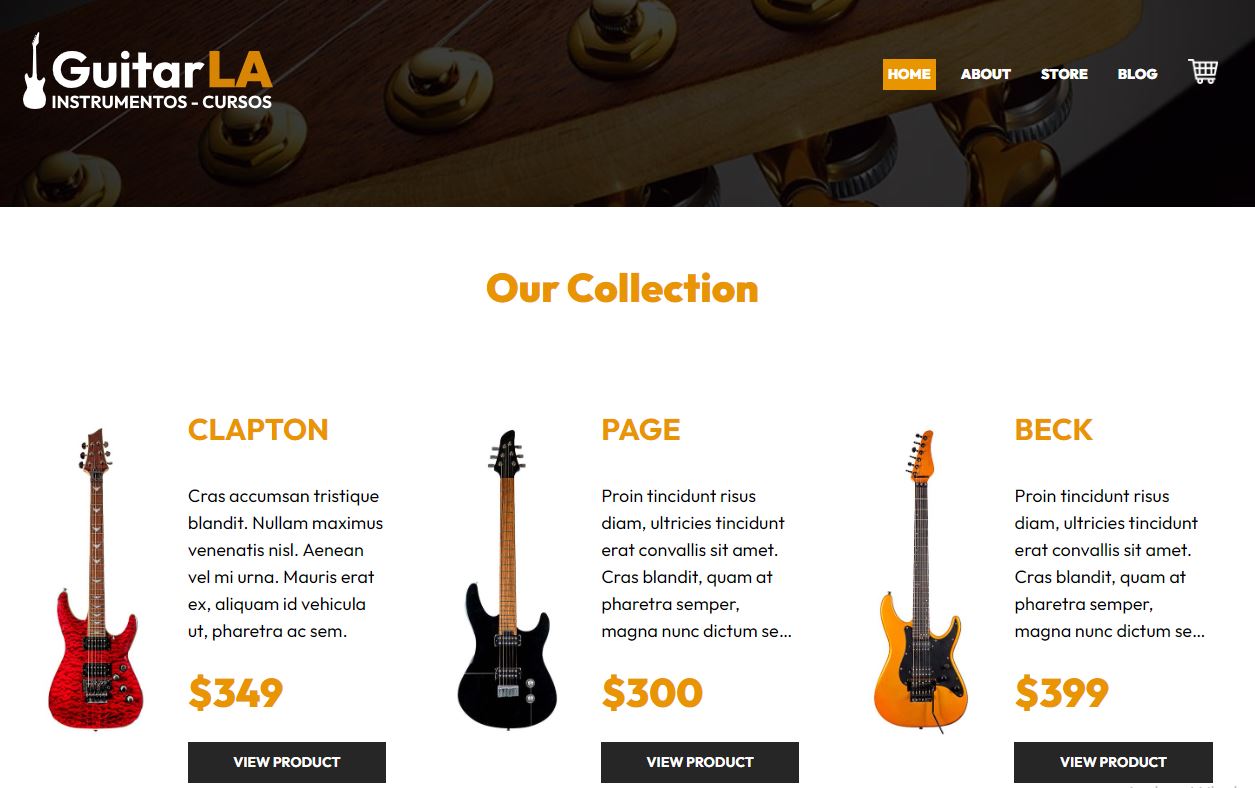 GuitarLA
INSTRUMENTOS - CURSOS
HOME
ABOUT
STORE
BLOG
Our Collection
CLAPTON
Cras accumsan tristique
blandit. Nullam maximus
venenatis nisl. Aenean
vel mi urna. Mauris erat
ex, aliquam id vehicula
ut, pharetra ac sem.
$349
VIEW PRODUCT
PAGE
Proin tincidunt risus
diam, ultricies tincidunt
erat convallis sit amet.
Cras blandit, quam at
pharetra semper,
magna nunc dictum se...
$300
VIEW PRODUCT
BECK
Proin tincidunt risus
diam, ultricies tincidunt
erat convallis sit amet.
Cras blandit, quam at
pharetra semper,
magna nunc dictum se...
$399
VIEW PRODUCT